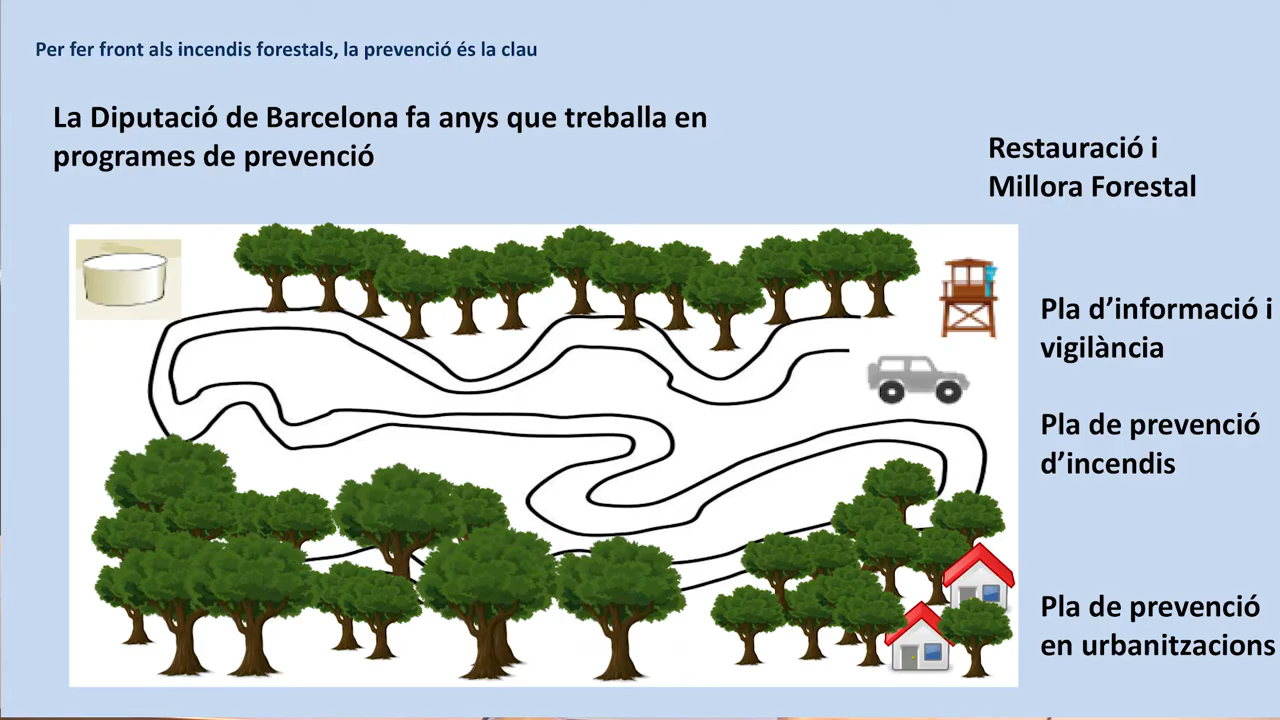 Per fer front als incendis forestals, la prevenció és la clau
La Diputació de Barcelona fa anys que treballa en
programes de prevenció
Restauració i
Millora Forestal
Pla d’informació i
vigilància
Pla de prevenció
d’incendis
Pla de prevenció
en urbanitzacions